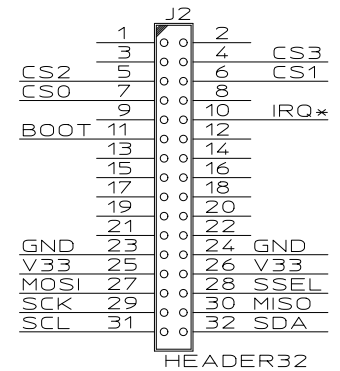 J2
1 2
3 4 CS3
CS2 5 6 CS1
CS0 7 8
9 10 IRQ*
BOOT 11 12
13 14
15 16
17 18
19 20
21 22
GND 23 24 GND
V33 25 26 V33
MOSI 27 28 SSEL
SCK 29 30 MISO
SCL 31 32 SDA
HEADER32